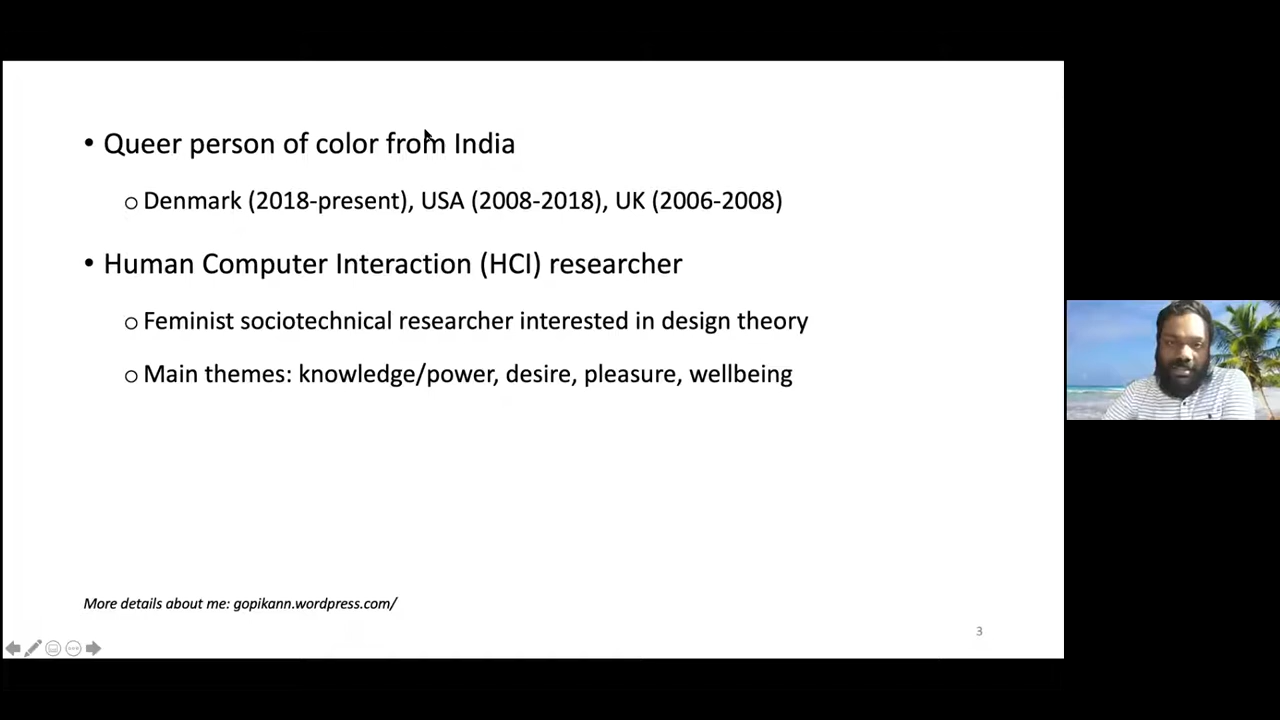 • Queer person of color from India
o Denmark (2018-present), USA (2008-2018), UK (2006-2008)
• Human Computer Interaction (HCI) researcher
o Feminist sociotechnical researcher interested in design theory
o Main themes: knowledge/power, desire, pleasure, wellbeing
More details about me: gopikann.wordpress.com/
3